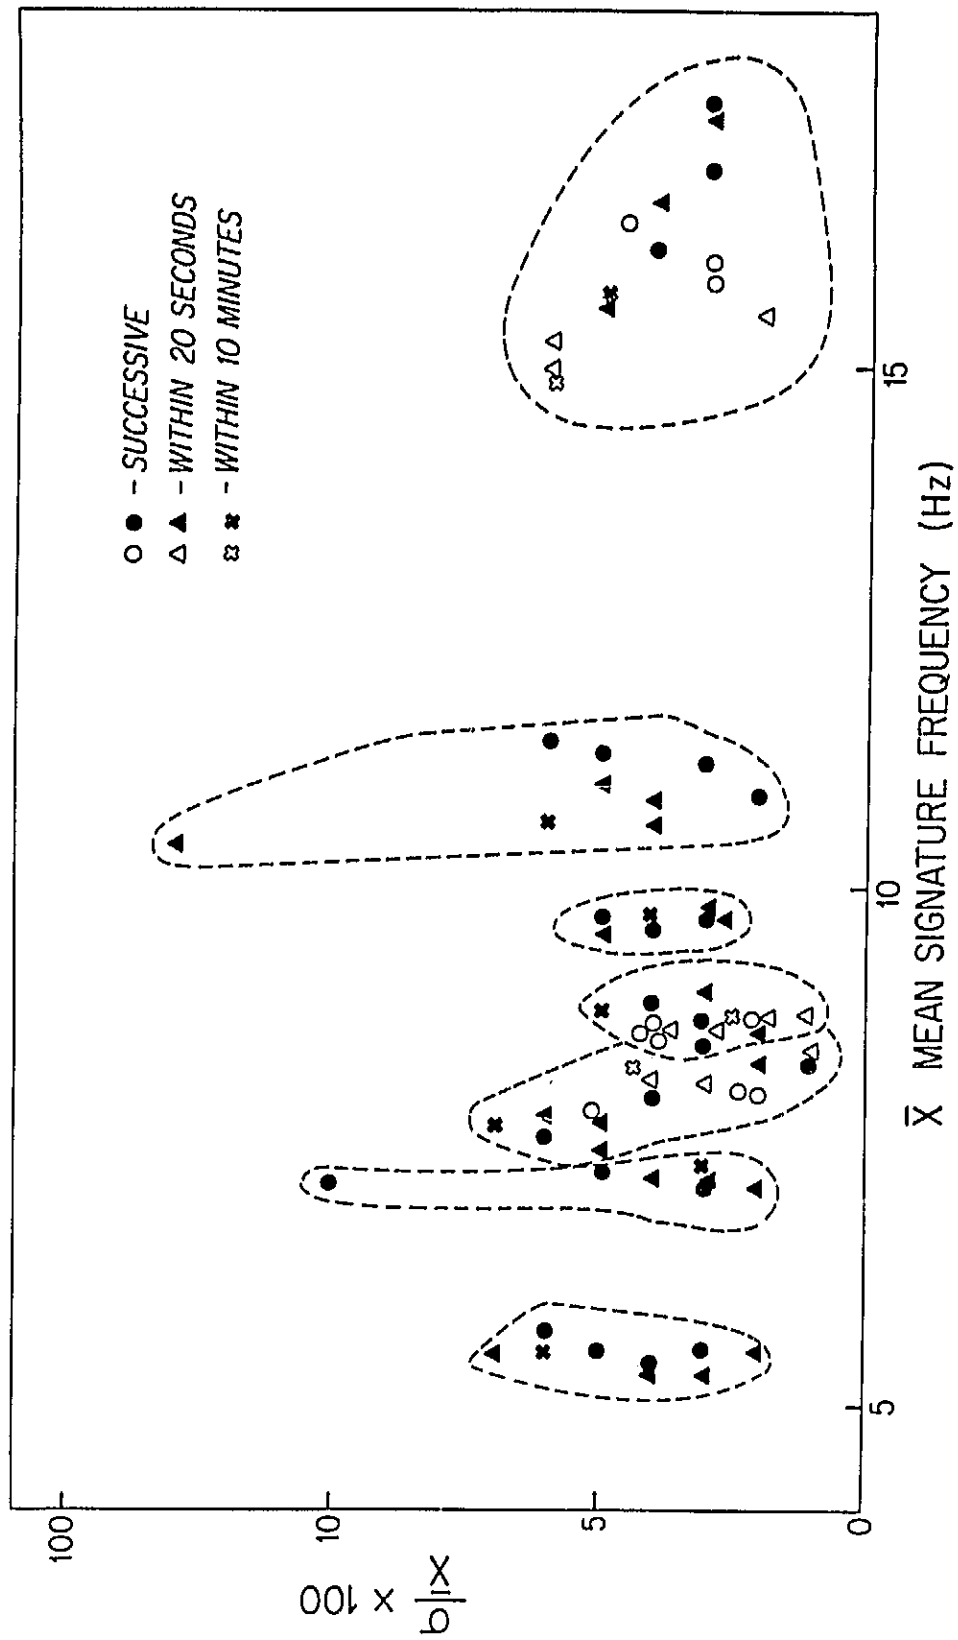 ○ ● – SUCCESSIVE
△ ▲ – WITHIN 20 SECONDS
✩ ★ – WITHIN 10 MINUTES
100
10
5
0
σ/X̄ × 100
5
10
15
X̄ MEAN SIGNATURE FREQUENCY (Hz)